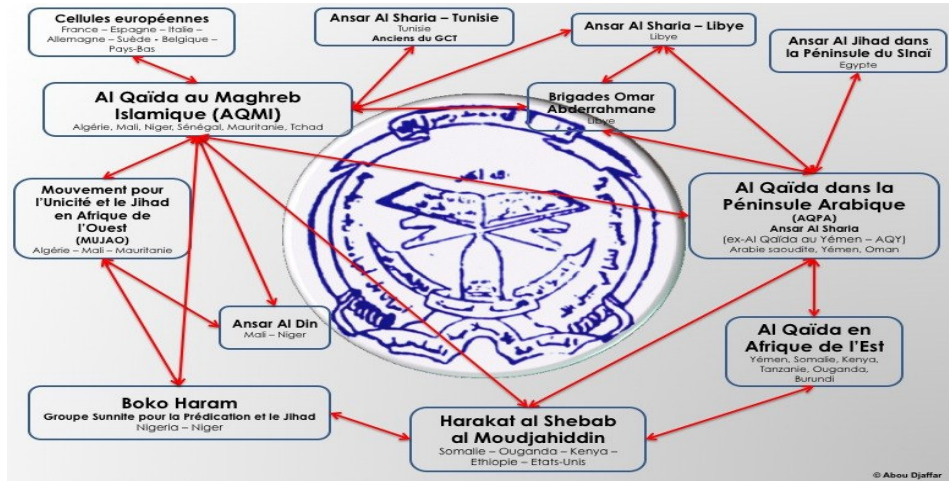 Cellules européennes
France – Espagne – Italie –
Allemagne – Suède - Belgique –
Pays-Bas
Ansar Al Sharia – Tunisie
Tunisie
Anciens du GCT
Ansar Al Sharia – Libye
Libye
Ansar Al Jihad dans
la Péninsule du SInaï
Egypte
Al Qaïda au Maghreb
Islamique (AQMI)
Algérie, Mali, Niger, Sénégal, Mauritanie, Tchad
Brigades Omar
Abderrahmane
Libye
Mouvement pour
l’Unicité et le Jihad
en Afrique de
l’Ouest
(MUJAO)
Algérie – Mali – Mauritanie
Al Qaïda dans la
Péninsule Arabique
(AQPA)
Ansar Al Sharia
(ex-Al Qaïda au Yémen – AQY)
Arabie saoudite, Yémen, Oman
Ansar Al Din
Mali – Niger
Al Qaïda en
Afrique de l’Est
Yémen, Somalie, Kenya,
Tanzanie, Ouganda,
Burundi
Boko Haram
Groupe Sunnite pour la Prédication et le Jihad
Nigeria – Niger
Harakat al Shebab
al Moudjahiddin
Somalie – Ouganda – Kenya –
Ethiopie – Etats-Unis
© Abou Djaffar